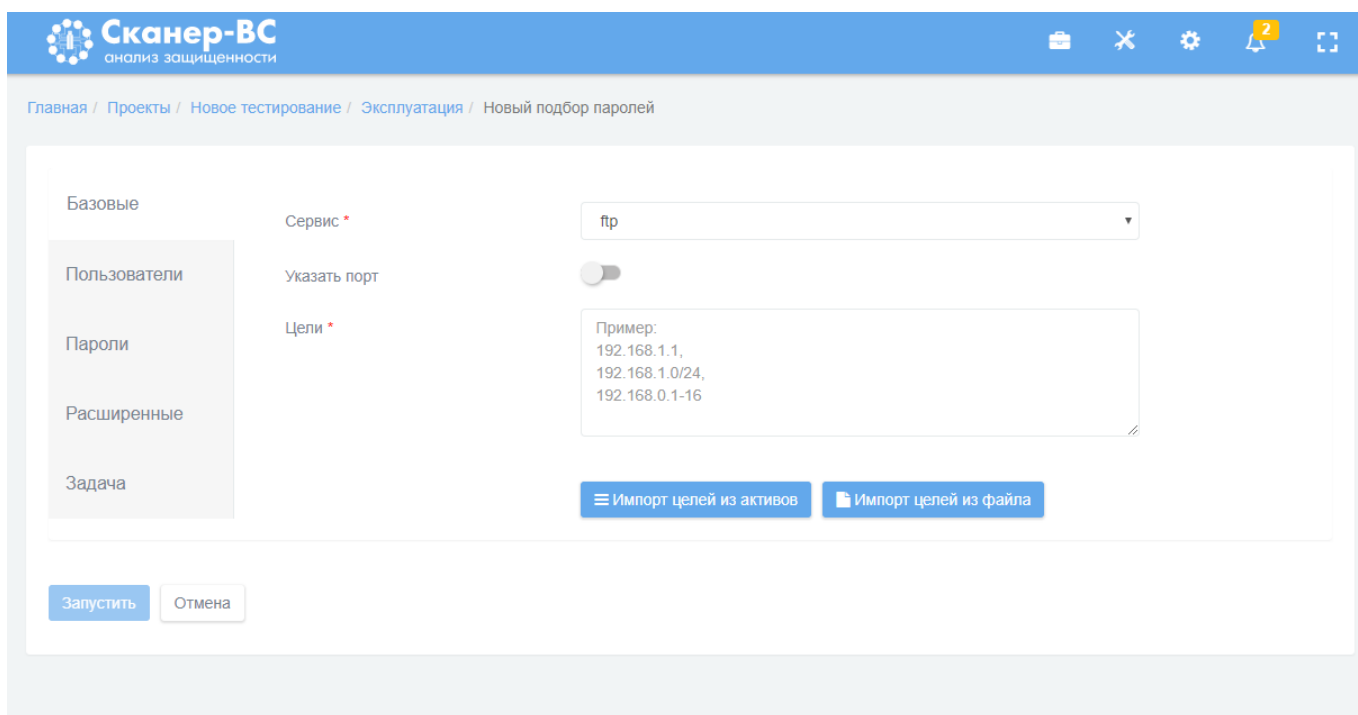 Сканер-ВС
анализ защищенности
2
Главная / Проекты / Новое тестирование / Эксплуатация / Новый подбор паролей
Базовые
Сервис *
ftp
Пользователи
Указать порт
Цели *
Пример:
192.168.1.1,
192.168.1.0/24,
192.168.0.1-16
Пароли
Расширенные
Задача
Импорт целей из активов
Импорт целей из файла
Запустить
Отмена